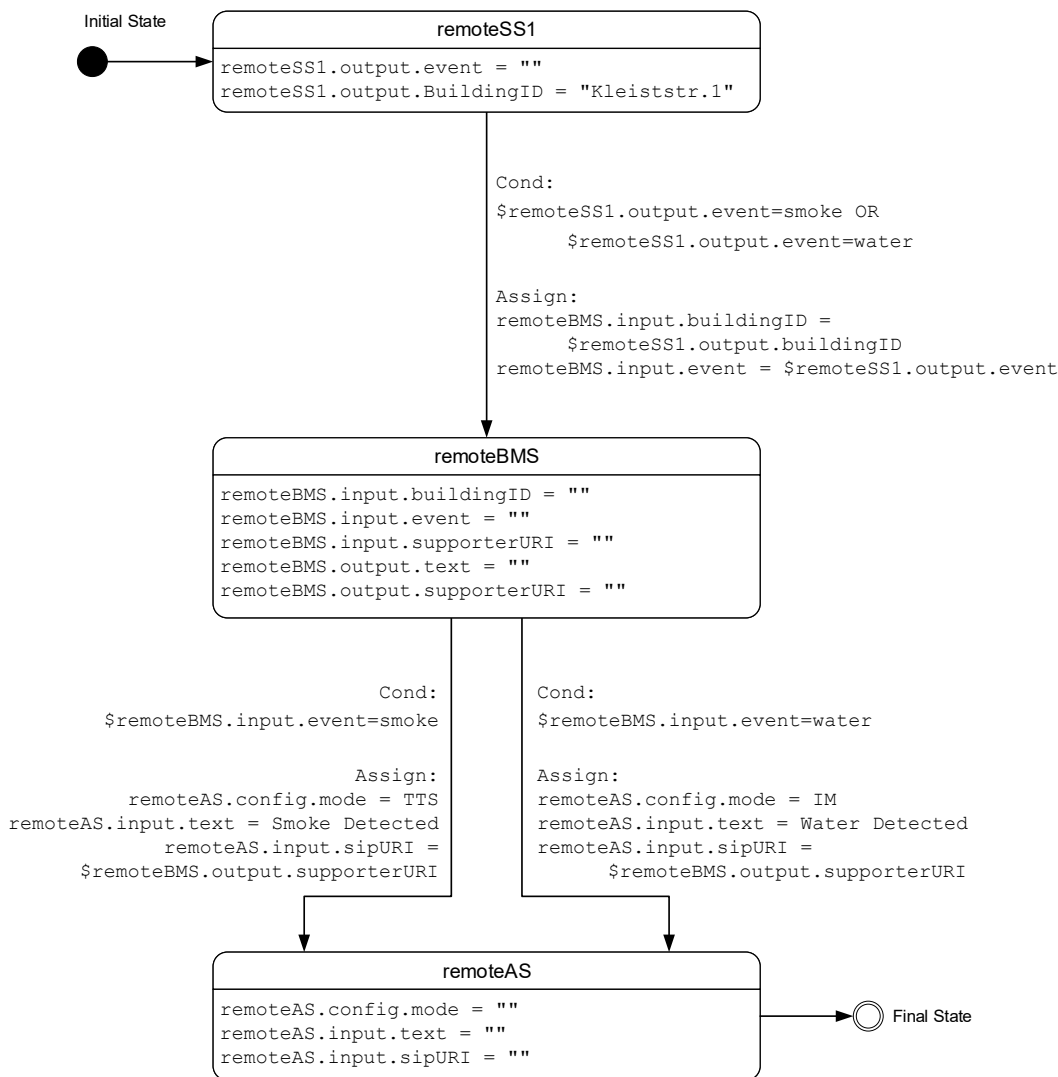 Initial State
remoteSS1
remoteSS1.output.event = ""
remoteSS1.output.BuildingID = "Kleiststr.1"
Cond:
$remoteSS1.output.event=smoke OR
$remoteSS1.output.event=water
Assign:
remoteBMS.input.buildingID =
$remoteSS1.output.buildingID
remoteBMS.input.event = $remoteSS1.output.event
remoteBMS
remoteBMS.input.buildingID = ""
remoteBMS.input.event = ""
remoteBMS.input.supporterURI = ""
remoteBMS.output.text = ""
remoteBMS.output.supporterURI = ""
Cond:
$remoteBMS.input.event=smoke
Assign:
remoteAS.config.mode = TTS
remoteAS.input.text = Smoke Detected
remoteAS.input.sipURI =
$remoteBMS.output.supporterURI
Cond:
$remoteBMS.input.event=water
Assign:
remoteAS.config.mode = IM
remoteAS.input.text = Water Detected
remoteAS.input.sipURI =
$remoteBMS.output.supporterURI
remoteAS
remoteAS.config.mode = ""
remoteAS.input.text = ""
remoteAS.input.sipURI = ""
Final State